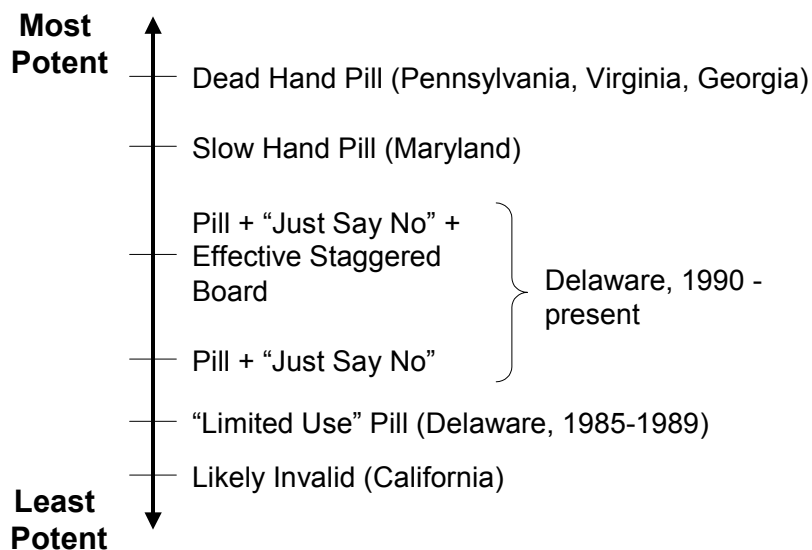 Most
Potent
Dead Hand Pill (Pennsylvania, Virginia, Georgia)
Slow Hand Pill (Maryland)
Pill + “Just Say No” +
Effective Staggered
Board
Delaware, 1990 -
present
Pill + “Just Say No”
“Limited Use” Pill (Delaware, 1985-1989)
Likely Invalid (California)
Least
Potent